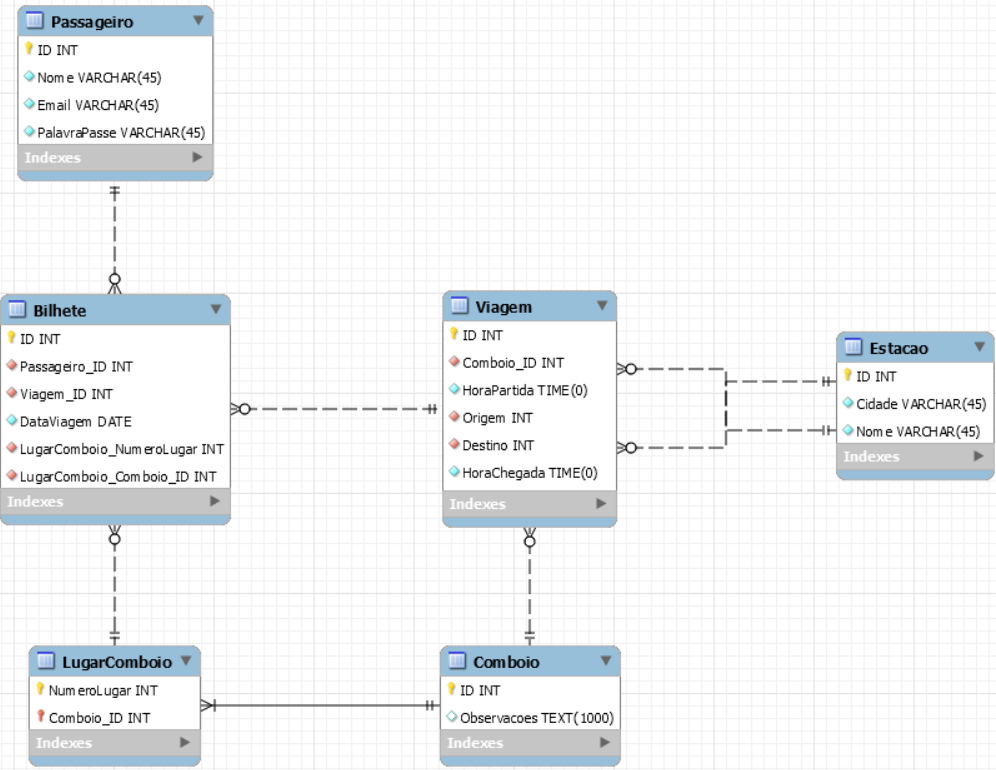 Passageiro
ID INT
Nome VARCHAR(45)
Email VARCHAR(45)
PalavraPasse VARCHAR(45)
Indexes
Bilhete
ID INT
Passageiro_ID INT
Viagem_ID INT
DataViagem DATE
LugarComboio_NumeroLugar INT
LugarComboio_Comboio_ID INT
Indexes
Viagem
ID INT
Comboio_ID INT
HoraPartida TIME(0)
Origem INT
Destino INT
HoraChegada TIME(0)
Indexes
Estacao
ID INT
Cidade VARCHAR(45)
Nome VARCHAR(45)
Indexes
LugarComboio
NumeroLugar INT
Comboio_ID INT
Indexes
Comboio
ID INT
Observacoes TEXT(1000)
Indexes